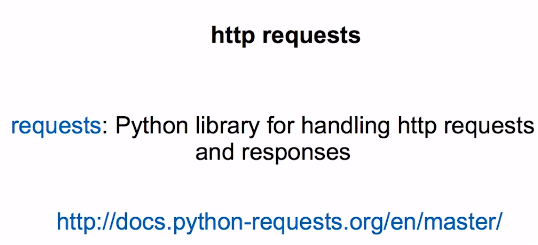 http requests
requests: Python library for handling http requests
and responses
http://docs.python-requests.org/en/master/